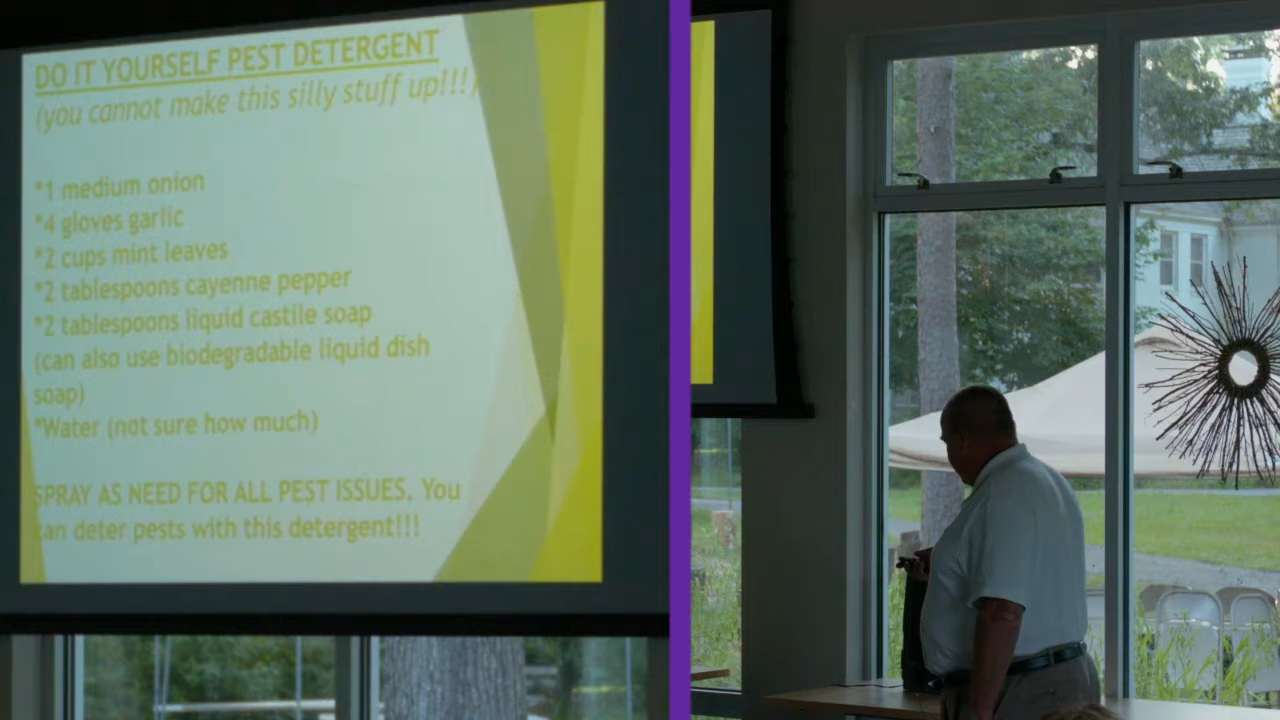 DO IT YOURSELF PEST DETERGENT
(you cannot make this silly stuff up!!!)
*1 medium onion
*4 gloves garlic
*2 cups mint leaves
*2 tablespoons cayenne pepper
*2 tablespoons liquid castile soap
(can also use biodegradable liquid dish
soap)
*Water (not sure how much)
SPRAY AS NEED FOR ALL PEST ISSUES. You
can deter pests with this detergent!!!